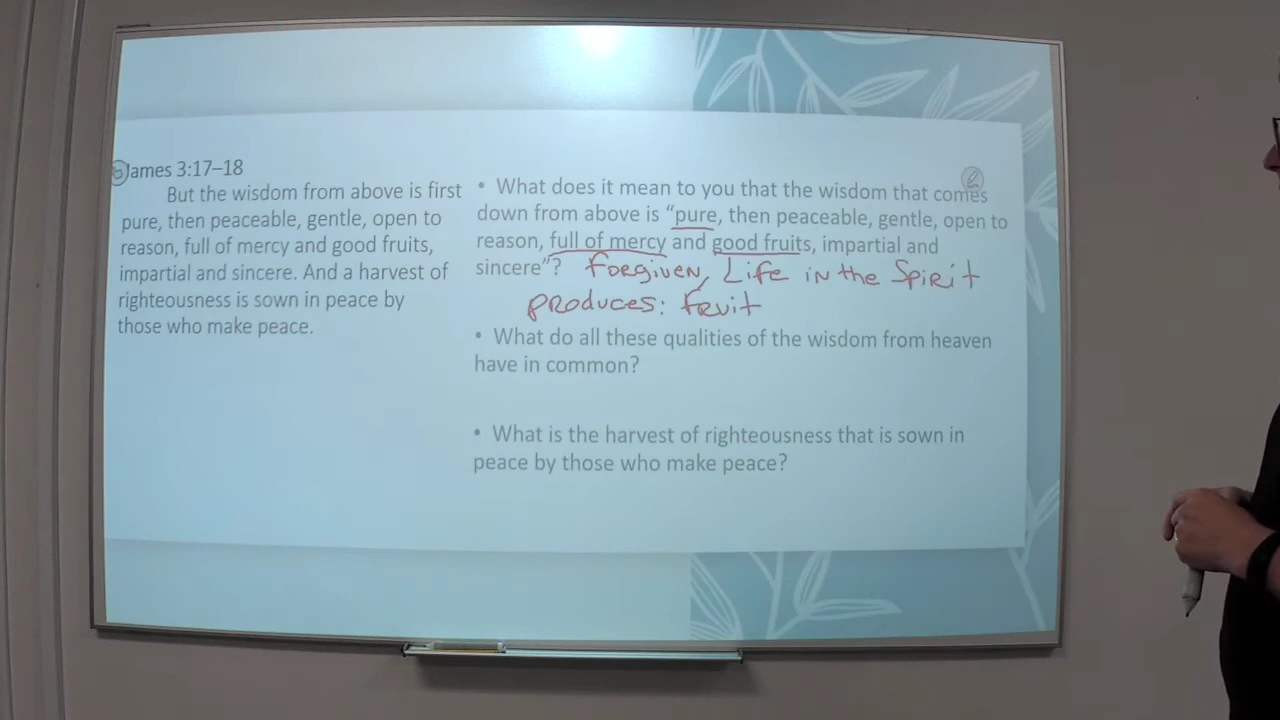 James 3:17–18
But the wisdom from above is first
pure, then peaceable, gentle, open to
reason, full of mercy and good fruits,
impartial and sincere. And a harvest of
righteousness is sown in peace by
those who make peace.
• What does it mean to you that the wisdom that comes
down from above is “pure, then peaceable, gentle, open to
reason, full of mercy and good fruits, impartial and
sincere”? Forgiven, Life in the Spirit
produces: Fruit
• What do all these qualities of the wisdom from heaven
have in common?
• What is the harvest of righteousness that is sown in
peace by those who make peace?